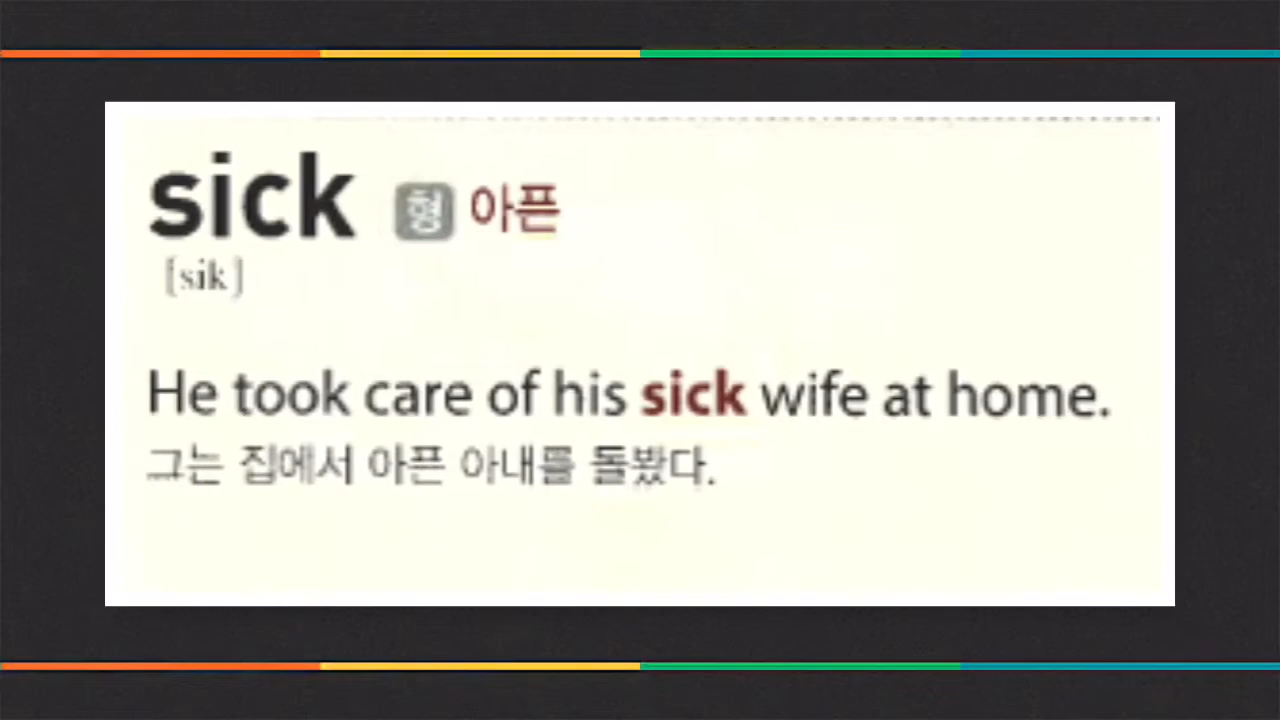 sick 형 아픈
[sik]
He took care of his sick wife at home.
그는 집에서 아픈 아내를 돌봤다.